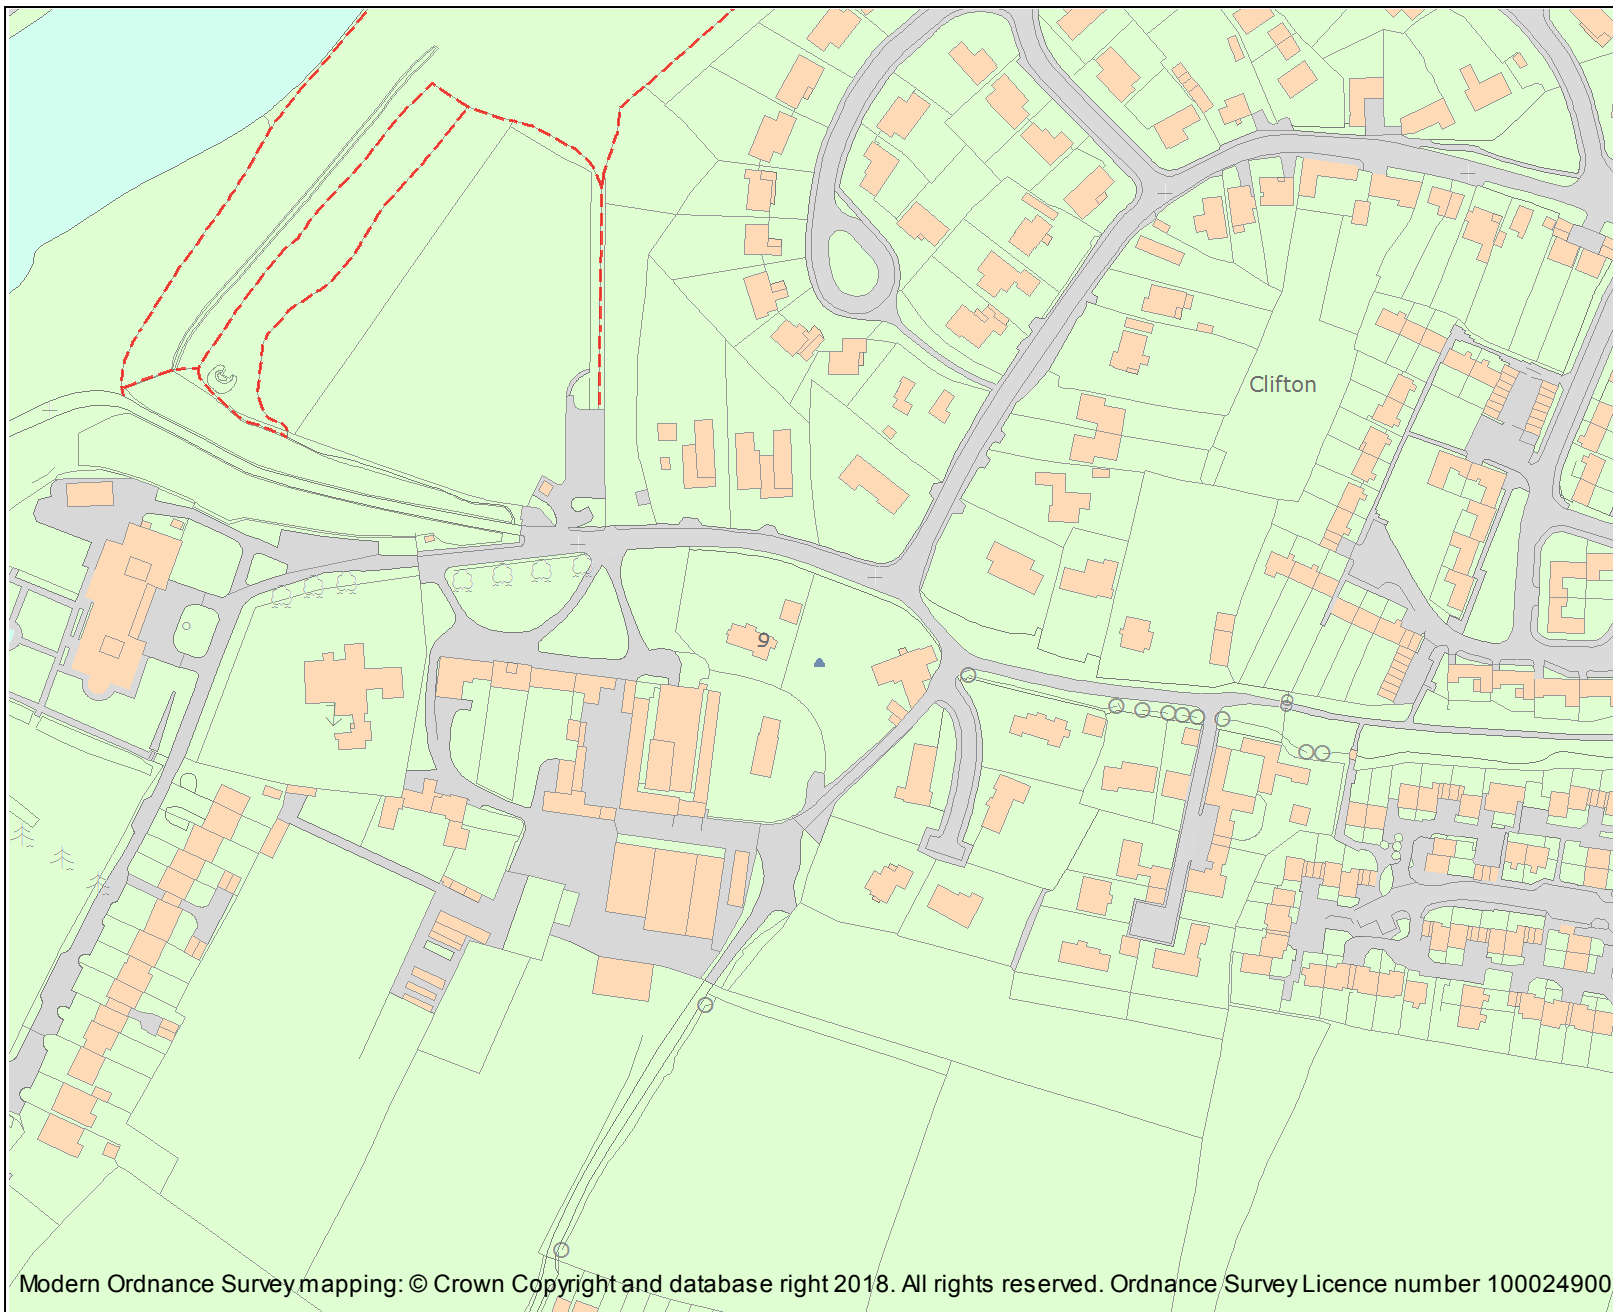 Clifton
9
Modern Ordnance Survey mapping: © Crown Copyright and database right 2018. All rights reserved. Ordnance Survey Licence number 100024900